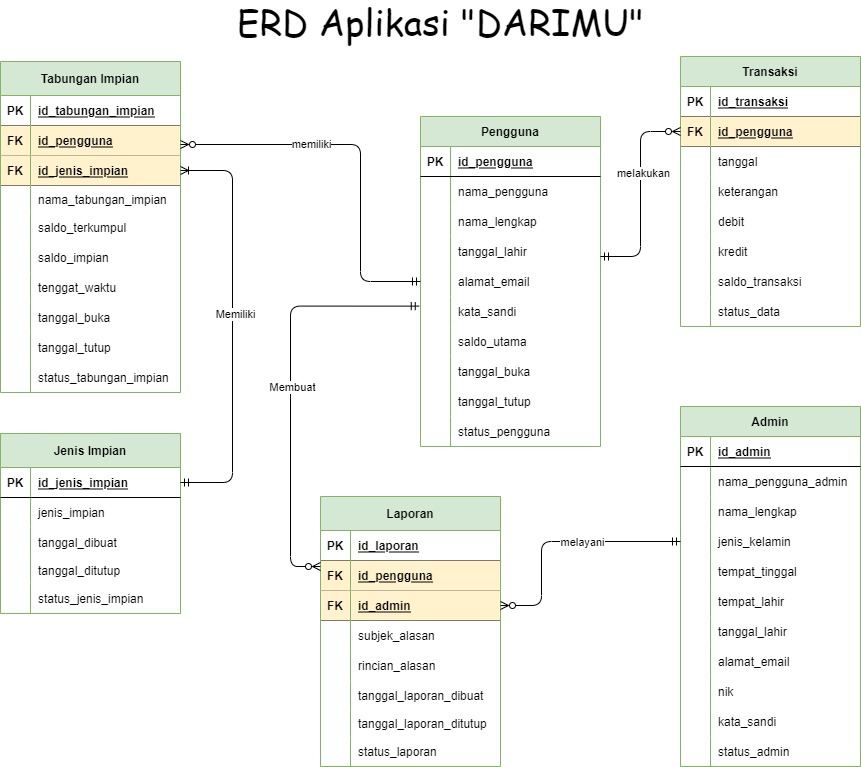 ERD Aplikasi "DARIMU"
Tabungan Impian
PK id_tabungan_impian
FK id_pengguna
FK id_jenis_impian
nama_tabungan_impian
saldo_terkumpul
saldo_impian
tenggat_waktu
tanggal_buka
tanggal_tutup
status_tabungan_impian
memiliki
Memiliki
Jenis Impian
PK id_jenis_impian
jenis_impian
tanggal_dibuat
tanggal_ditutup
status_jenis_impian
Pengguna
PK id_pengguna
nama_pengguna
nama_lengkap
tanggal_lahir
alamat_email
kata_sandi
saldo_utama
tanggal_buka
tanggal_tutup
status_pengguna
Membuat
melakukan
Transaksi
PK id_transaksi
FK id_pengguna
tanggal
keterangan
debit
kredit
saldo_transaksi
status_data
Laporan
PK id_laporan
FK id_pengguna
FK id_admin
subjek_alasan
rincian_alasan
tanggal_laporan_dibuat
tanggal_laporan_ditutup
status_laporan
melayani
Admin
PK id_admin
nama_pengguna_admin
nama_lengkap
jenis_kelamin
tempat_tinggal
tempat_lahir
tanggal_lahir
alamat_email
nik
kata_sandi
status_admin